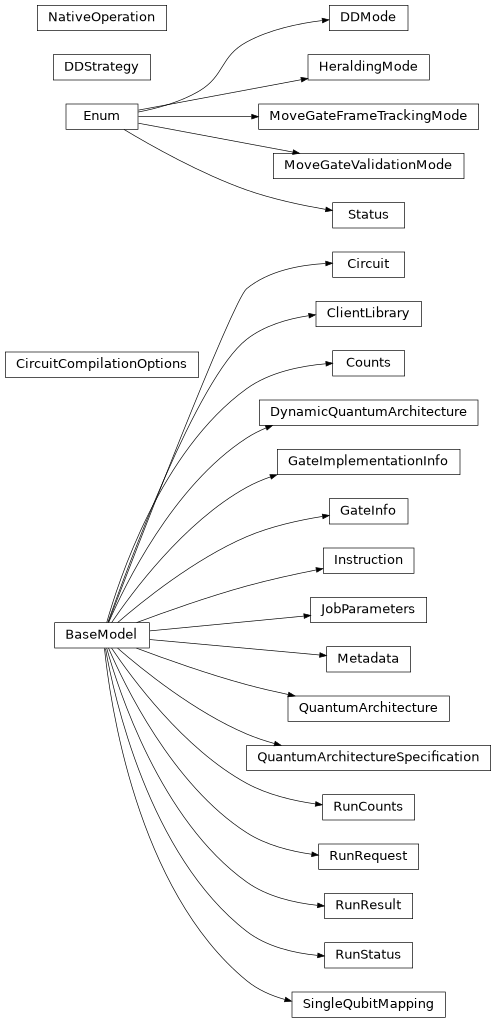 NativeOperation
DDMode
DDStrategy
HeraldingMode
Enum
MoveGateFrameTrackingMode
MoveGateValidationMode
Status
Circuit
ClientLibrary
CircuitCompilationOptions
Counts
DynamicQuantumArchitecture
GateImplementationInfo
GateInfo
Instruction
JobParameters
BaseModel
Metadata
QuantumArchitecture
QuantumArchitectureSpecification
RunCounts
RunRequest
RunResult
RunStatus
SingleQubitMapping